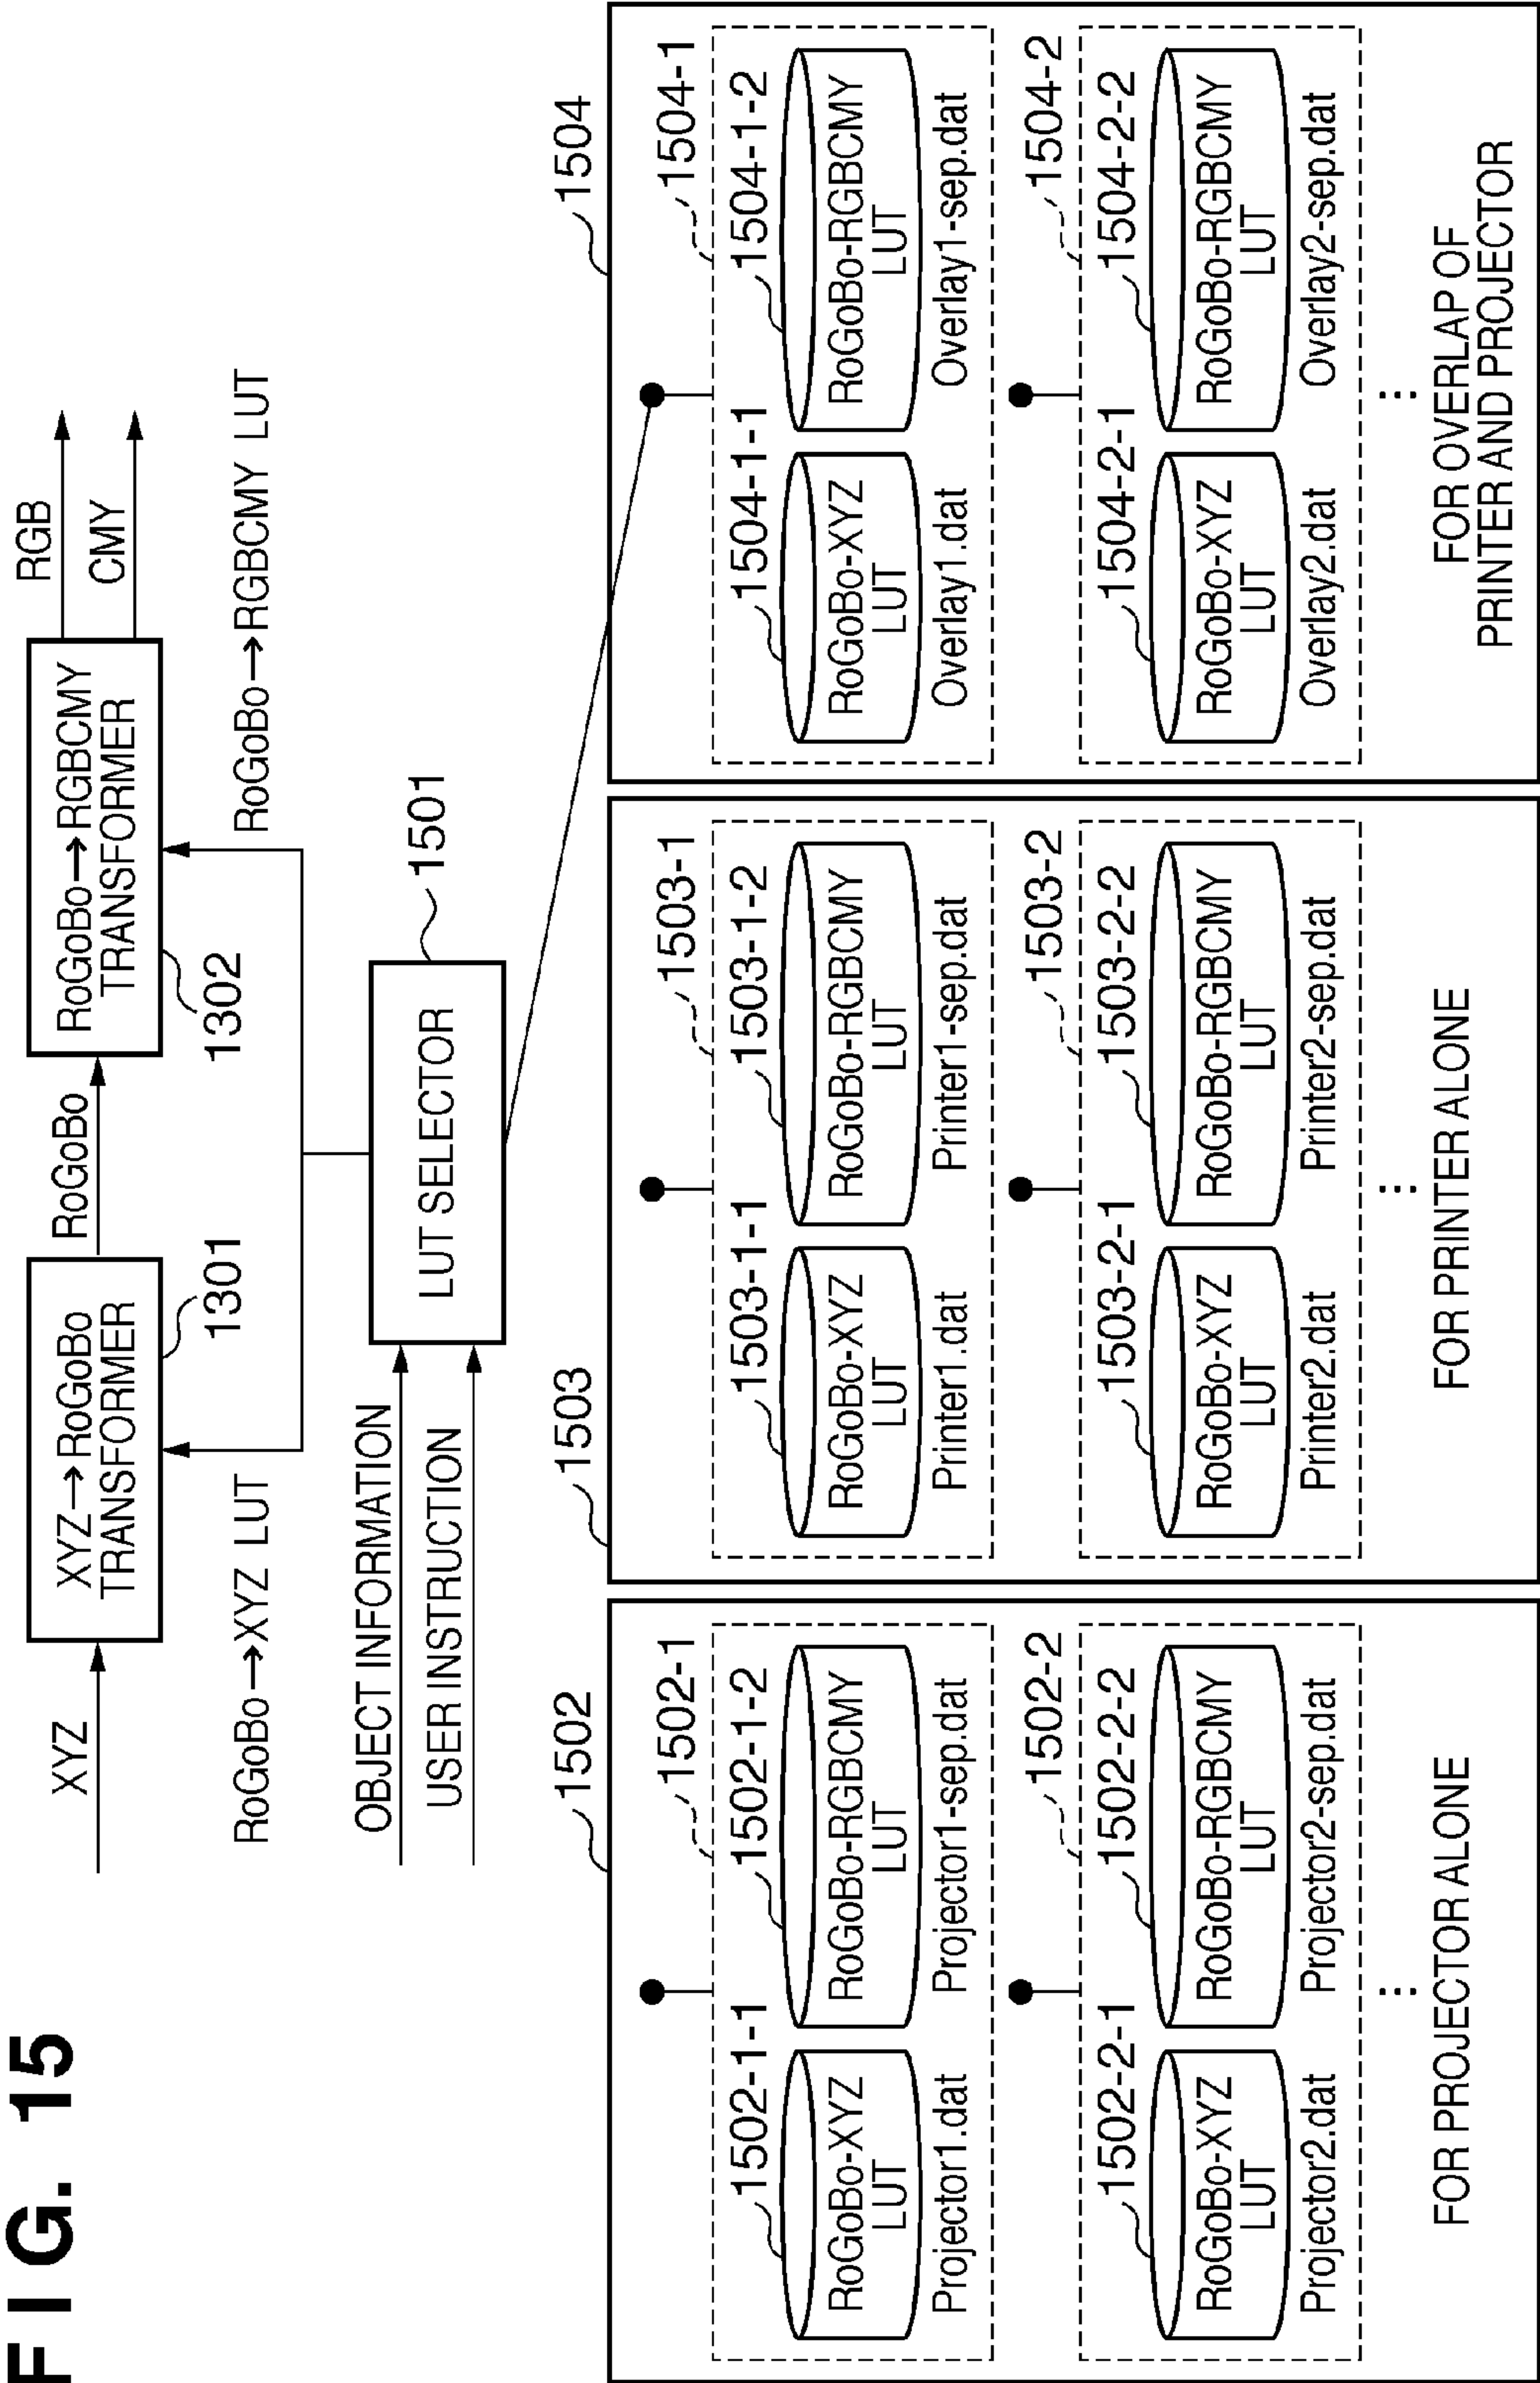 FIG. 15
XYZ
XYZ→RoGoBo
TRANSFORMER
1301
RoGoBo
RoGoBo→RGBCMY
TRANSFORMER
1302
RGB
CMY
RoGoBo→XYZ LUT
RoGoBo→RGBCMY LUT
OBJECT INFORMATION
USER INSTRUCTION
LUT SELECTOR
1501
1502
1502-1
1502-1-1
1502-1-2
RoGoBo-XYZ
LUT
RoGoBo-RGBCMY
LUT
Projector1.dat
Projector1-sep.dat
1502-2
1502-2-1
1502-2-2
RoGoBo-XYZ
LUT
RoGoBo-RGBCMY
LUT
Projector2.dat
Projector2-sep.dat
...
FOR PROJECTOR ALONE
1503
1503-1
1503-1-1
1503-1-2
RoGoBo-XYZ
LUT
RoGoBo-RGBCMY
LUT
Printer1.dat
Printer1-sep.dat
1503-2
1503-2-1
1503-2-2
RoGoBo-XYZ
LUT
RoGoBo-RGBCMY
LUT
Printer2.dat
Printer2-sep.dat
...
FOR PRINTER ALONE
1504
1504-1
1504-1-1
1504-1-2
RoGoBo-XYZ
LUT
RoGoBo-RGBCMY
LUT
Overlay1.dat
Overlay1-sep.dat
1504-2
1504-2-1
1504-2-2
RoGoBo-XYZ
LUT
RoGoBo-RGBCMY
LUT
Overlay2.dat
Overlay2-sep.dat
...
FOR OVERLAP OF
PRINTER AND PROJECTOR